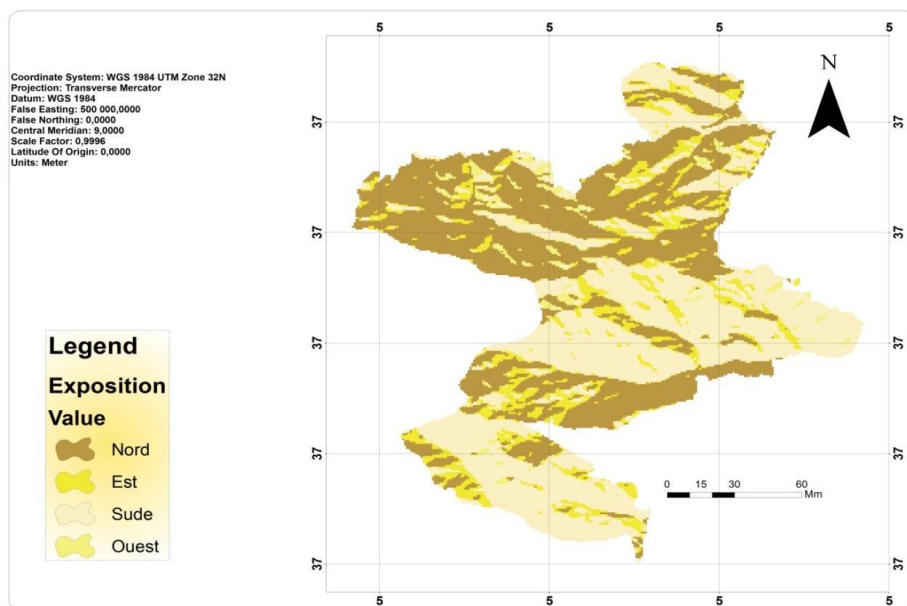 5 5 5 5
Coordinate System: WGS 1984 UTM Zone 32N
Projection: Transverse Mercator
Datum: WGS 1984
False Easting: 500 000,0000
False Northing: 0,0000
Central Meridian: 9,0000
Scale Factor: 0,9996
Latitude Of Origin: 0,0000
Units: Meter
N
37 37
37 37
37 37
37 37
37 37
Legend
Exposition
Value
Nord
Est
Sude
Ouest
0 15 30 60
Mm
5 5 5 5